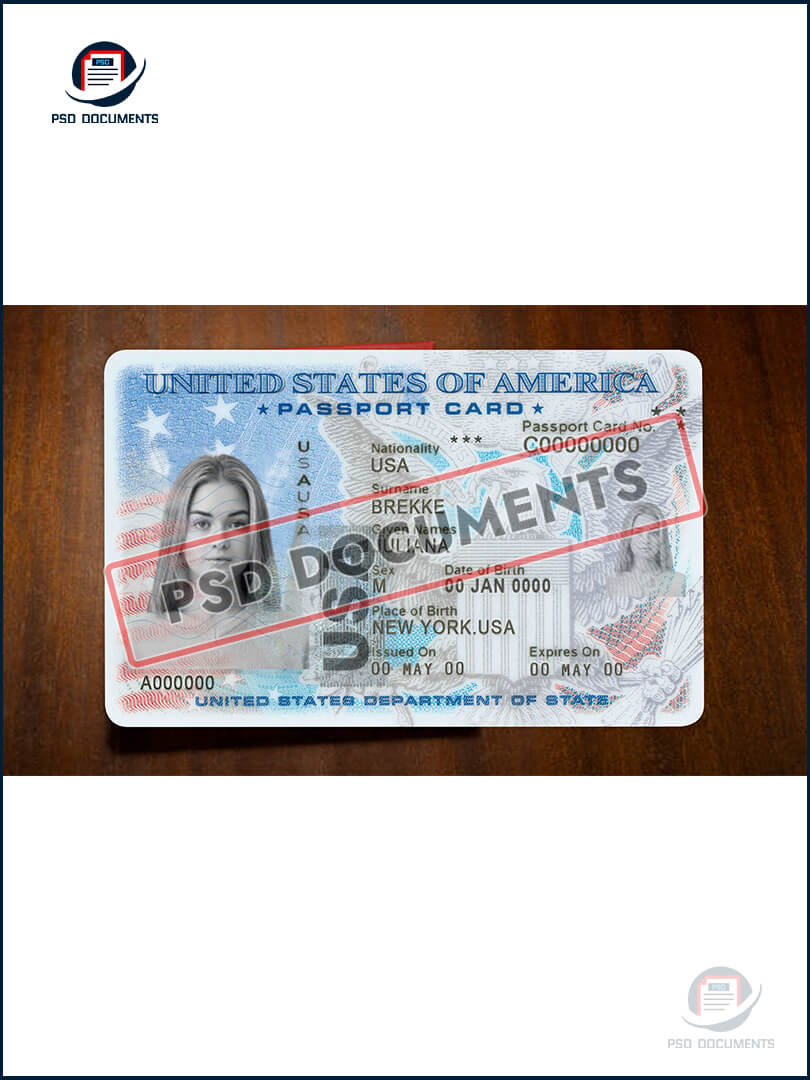 PSD
PSD DOCUMENTS
UNITED STATES OF AMERICA
★ PASSPORT CARD ★
Passport Card No.
C00000000
Nationality
USA
USAUSA
Surname
BREKKE
Given Names
JULIANA
PSD DOCUMENTS
Sex
M
Date of Birth
00 JAN 0000
USA
Place of Birth
NEW YORK.USA
Issued On
00 MAY 00
Expires On
00 MAY 00
A000000
UNITED STATES DEPARTMENT OF STATE
PSD
PSD DOCUMENTS